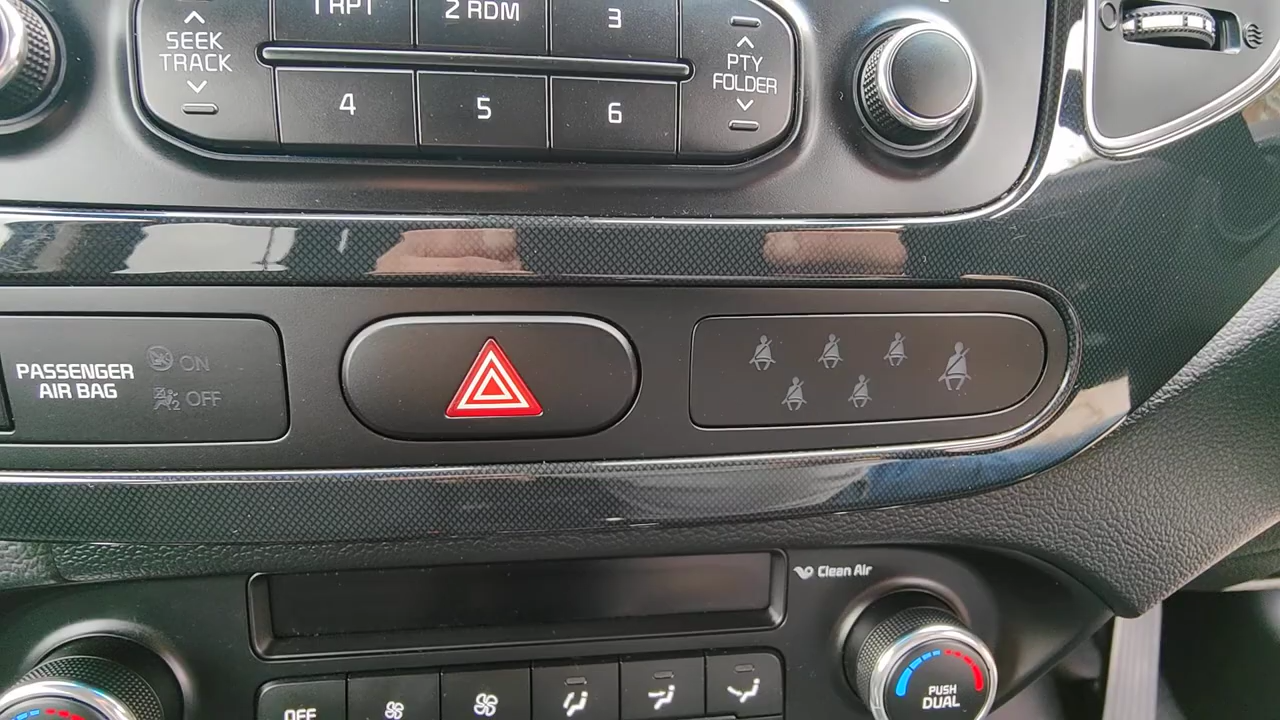 1 RPT
2 RDM
3
SEEK
TRACK
PTY
FOLDER
4
5
6
PASSENGER
AIR BAG
ON
OFF
Clean Air
OFF
PUSH
DUAL